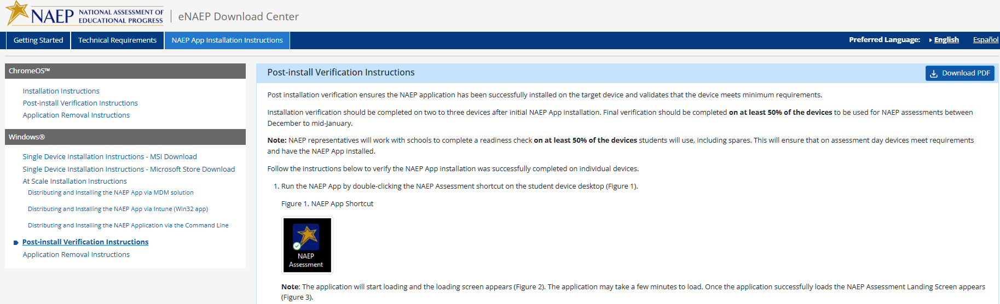 NAEP
NATIONAL ASSESSMENT OF
EDUCATIONAL PROGRESS
eNAEP Download Center
Getting Started
Technical Requirements
NAEP App Installation Instructions
Preferred Language:
English
Español
ChromeOS™
Installation Instructions
Post-install Verification Instructions
Application Removal Instructions
Windows®
Single Device Installation Instructions - MSI Download
Single Device Installation Instructions - Microsoft Store Download
At Scale Installation Instructions
Distributing and Installing the NAEP App via MDM solution
Distributing and Installing the NAEP App via Intune (Win32 app)
Distributing and Installing the NAEP Application via the Command Line
Post-install Verification Instructions
Application Removal Instructions
Post-install Verification Instructions
Download PDF
Post installation verification ensures the NAEP application has been successfully installed on the target device and validates that the device meets minimum requirements.
Installation verification should be completed on two to three devices after initial NAEP App installation. Final verification should be completed on at least 50% of the devices to be used for NAEP assessments between
December to mid-January.
Note: NAEP representatives will work with schools to complete a readiness check on at least 50% of the devices students will use, including spares. This will ensure that on assessment day devices meet requirements
and have the NAEP App installed.
Follow the instructions below to verify the NAEP App installation was successfully completed on individual devices.
1. Run the NAEP App by double-clicking the NAEP Assessment shortcut on the student device desktop (Figure 1).
Figure 1. NAEP App Shortcut
NAEP
Assessment
Note: The application will start loading and the loading screen appears (Figure 2). The application may take a few minutes to load. Once the application successfully loads the NAEP Assessment Landing Screen appears
(Figure 3).